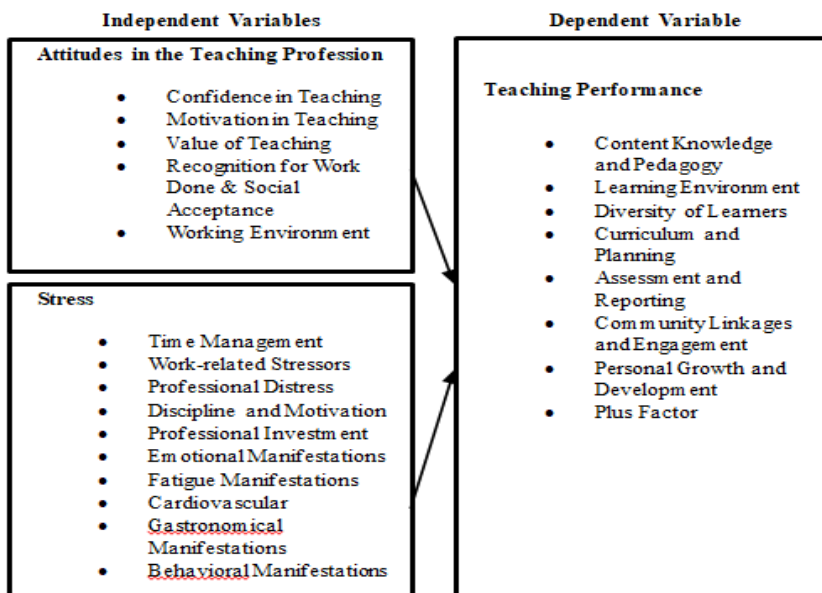 Independent Variables
Attitudes in the Teaching Profession
• Confidence in Teaching
• Motivation in Teaching
• Value of Teaching
• Recognition for Work
Done & Social
Acceptance
• Working Environment
Stress
• Time Management
• Work-related Stressors
• Professional Distress
• Discipline and Motivation
• Professional Investment
• Emotional Manifestations
• Fatigue Manifestations
• Cardiovascular
• Gastronomical
Manifestations
• Behavioral Manifestations
Dependent Variable
Teaching Performance
• Content Knowledge
and Pedagogy
• Learning Environment
• Diversity of Learners
• Curriculum and
Planning
• Assessment and
Reporting
• Community Linkages
and Engagement
• Personal Growth and
Development
• Plus Factor